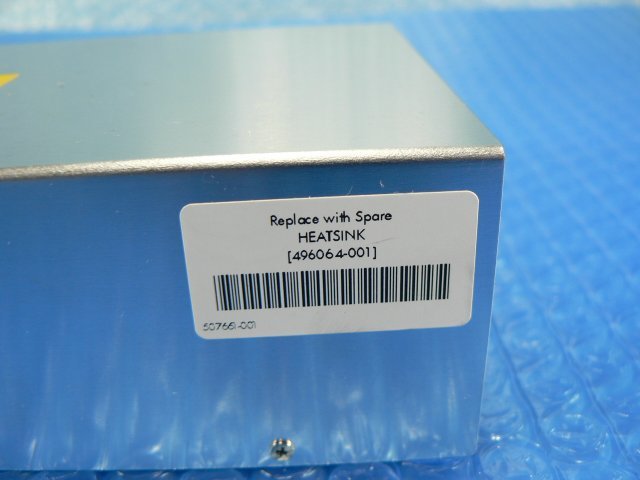 Replace with Spare
HEATSINK
[496064-001]
507661-001